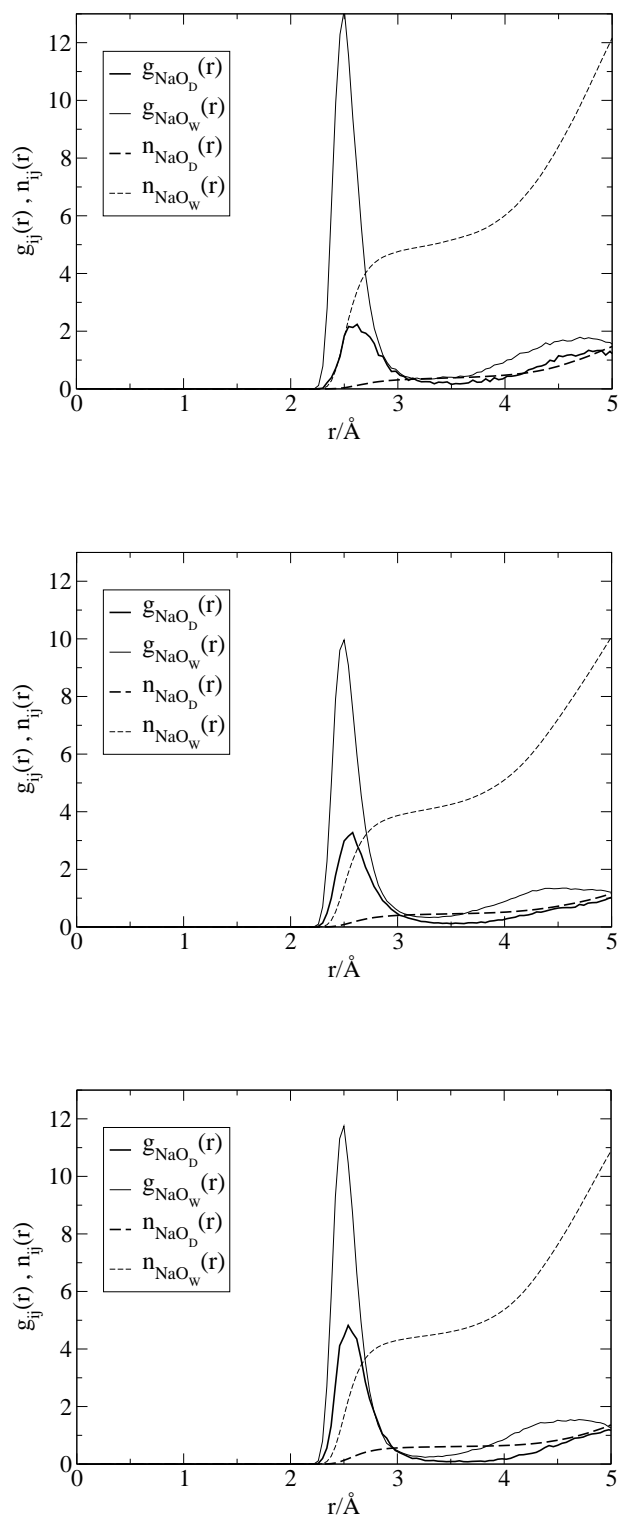 12
10
8
6
4
2
0
g_ij(r) , n_ij(r)
g_NaO_D(r)
g_NaO_W(r)
n_NaO_D(r)
n_NaO_W(r)
0 1 2 3 4 5
r/Å
12
10
8
6
4
2
0
g_ij(r) , n_ij(r)
g_NaO_D(r)
g_NaO_W(r)
n_NaO_D(r)
n_NaO_W(r)
0 1 2 3 4 5
r/Å
12
10
8
6
4
2
0
g_ij(r) , n_ij(r)
g_NaO_D(r)
g_NaO_W(r)
n_NaO_D(r)
n_NaO_W(r)
0 1 2 3 4 5
r/Å